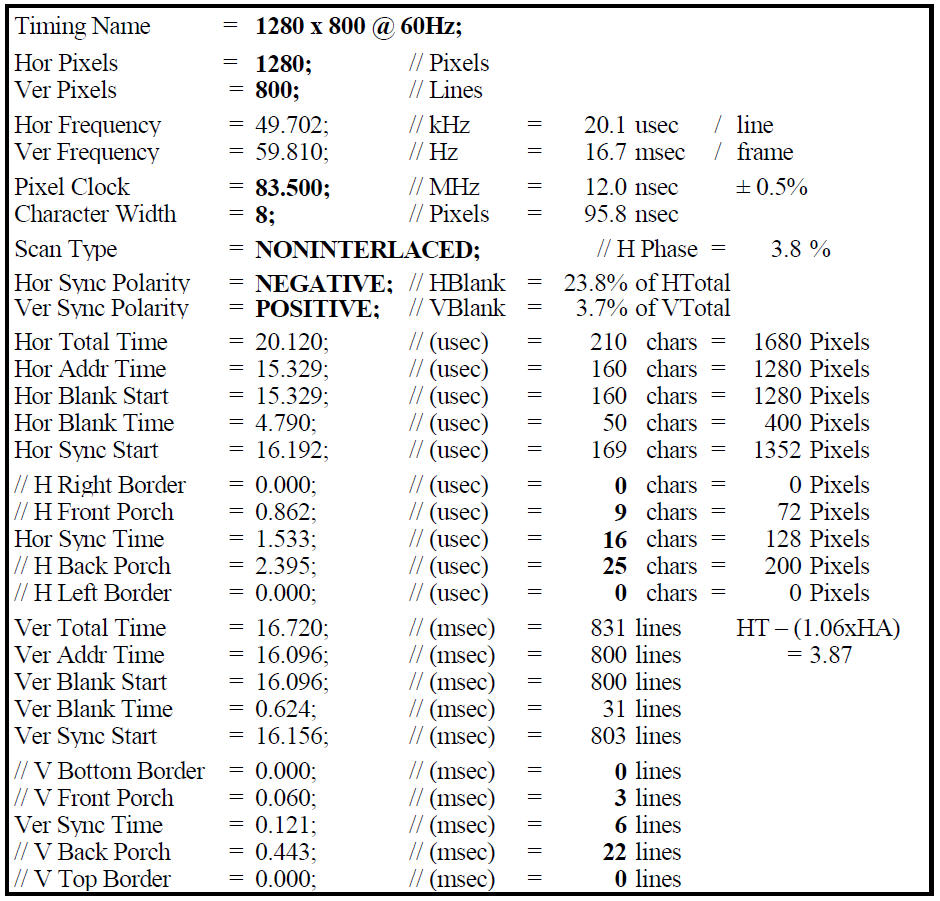 Timing Name = 1280 x 800 @ 60Hz;
Hor Pixels = 1280; // Pixels
Ver Pixels = 800; // Lines
Hor Frequency = 49.702; // kHz = 20.1 usec / line
Ver Frequency = 59.810; // Hz = 16.7 msec / frame
Pixel Clock = 83.500; // MHz = 12.0 nsec ± 0.5%
Character Width = 8; // Pixels = 95.8 nsec
Scan Type = NONINTERLACED; // H Phase = 3.8 %
Hor Sync Polarity = NEGATIVE; // HBlank = 23.8% of HTotal
Ver Sync Polarity = POSITIVE; // VBlank = 3.7% of VTotal
Hor Total Time = 20.120; // (usec) = 210 chars = 1680 Pixels
Hor Addr Time = 15.329; // (usec) = 160 chars = 1280 Pixels
Hor Blank Start = 15.329; // (usec) = 160 chars = 1280 Pixels
Hor Blank Time = 4.790; // (usec) = 50 chars = 400 Pixels
Hor Sync Start = 16.192; // (usec) = 169 chars = 1352 Pixels
// H Right Border = 0.000; // (usec) = 0 chars = 0 Pixels
// H Front Porch = 0.862; // (usec) = 9 chars = 72 Pixels
Hor Sync Time = 1.533; // (usec) = 16 chars = 128 Pixels
// H Back Porch = 2.395; // (usec) = 25 chars = 200 Pixels
// H Left Border = 0.000; // (usec) = 0 chars = 0 Pixels
Ver Total Time = 16.720; // (msec) = 831 lines HT – (1.06xHA)
Ver Addr Time = 16.096; // (msec) = 800 lines = 3.87
Ver Blank Start = 16.096; // (msec) = 800 lines
Ver Blank Time = 0.624; // (msec) = 31 lines
Ver Sync Start = 16.156; // (msec) = 803 lines
// V Bottom Border = 0.000; // (msec) = 0 lines
// V Front Porch = 0.060; // (msec) = 3 lines
Ver Sync Time = 0.121; // (msec) = 6 lines
// V Back Porch = 0.443; // (msec) = 22 lines
// V Top Border = 0.000; // (msec) = 0 lines